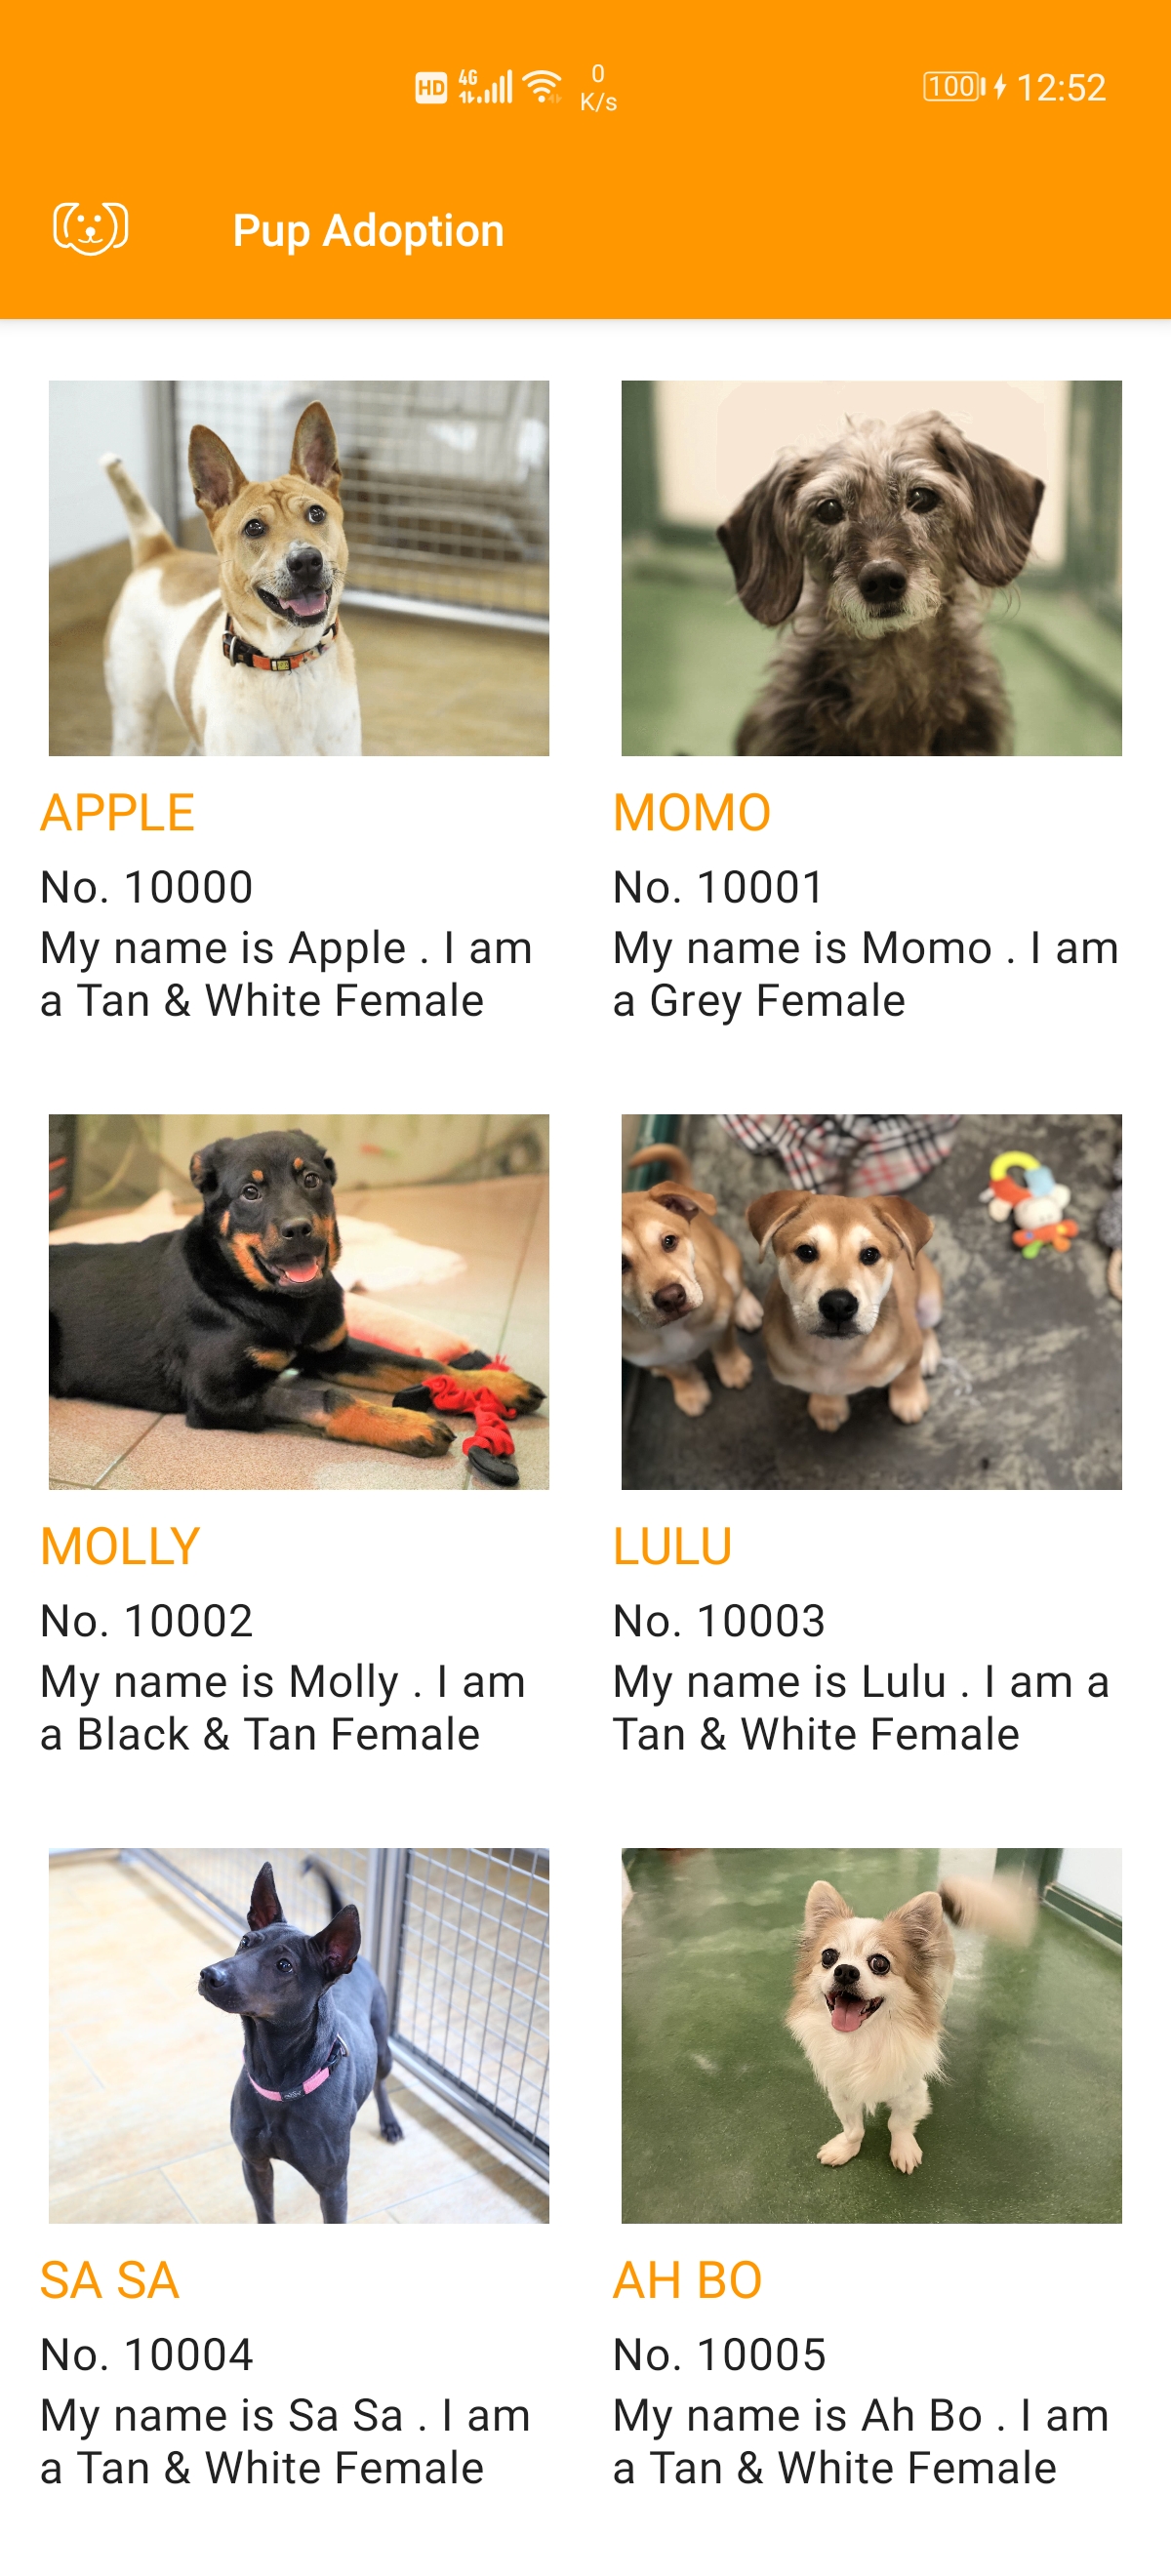 HD 4G 0 K/s 100 12:52
Pup Adoption
APPLE
No. 10000
My name is Apple . I am
a Tan & White Female
MOMO
No. 10001
My name is Momo . I am
a Grey Female
MOLLY
No. 10002
My name is Molly . I am
a Black & Tan Female
LULU
No. 10003
My name is Lulu . I am a
Tan & White Female
SA SA
No. 10004
My name is Sa Sa . I am
a Tan & White Female
AH BO
No. 10005
My name is Ah Bo . I am
a Tan & White Female